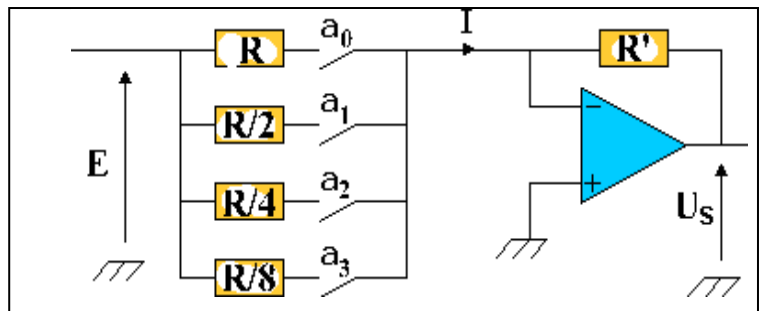 R a₀ I R'
R/2 a₁ −
E
R/4 a₂ +
Uₛ
R/8 a₃